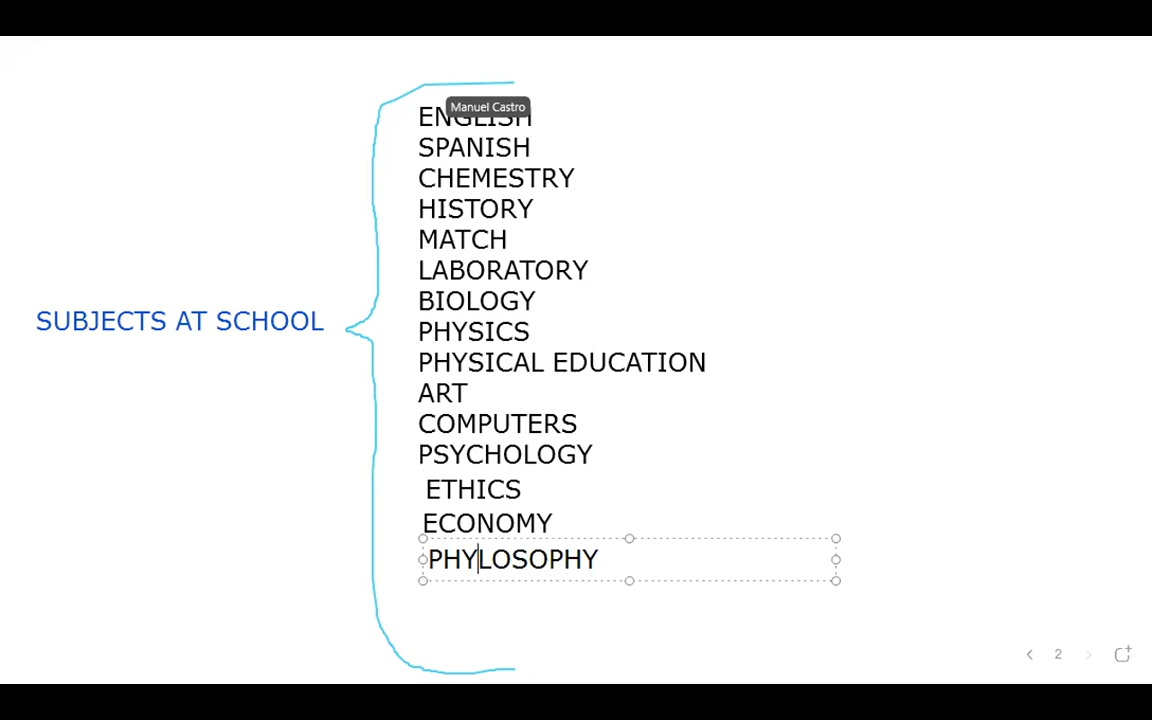 Manuel Castro
ENGLISH
SPANISH
CHEMESTRY
HISTORY
MATCH
LABORATORY
BIOLOGY
PHYSICS
SUBJECTS AT SCHOOL
PHYSICAL EDUCATION
ART
COMPUTERS
PSYCHOLOGY
ETHICS
ECONOMY
PHYLOSOPHY
2